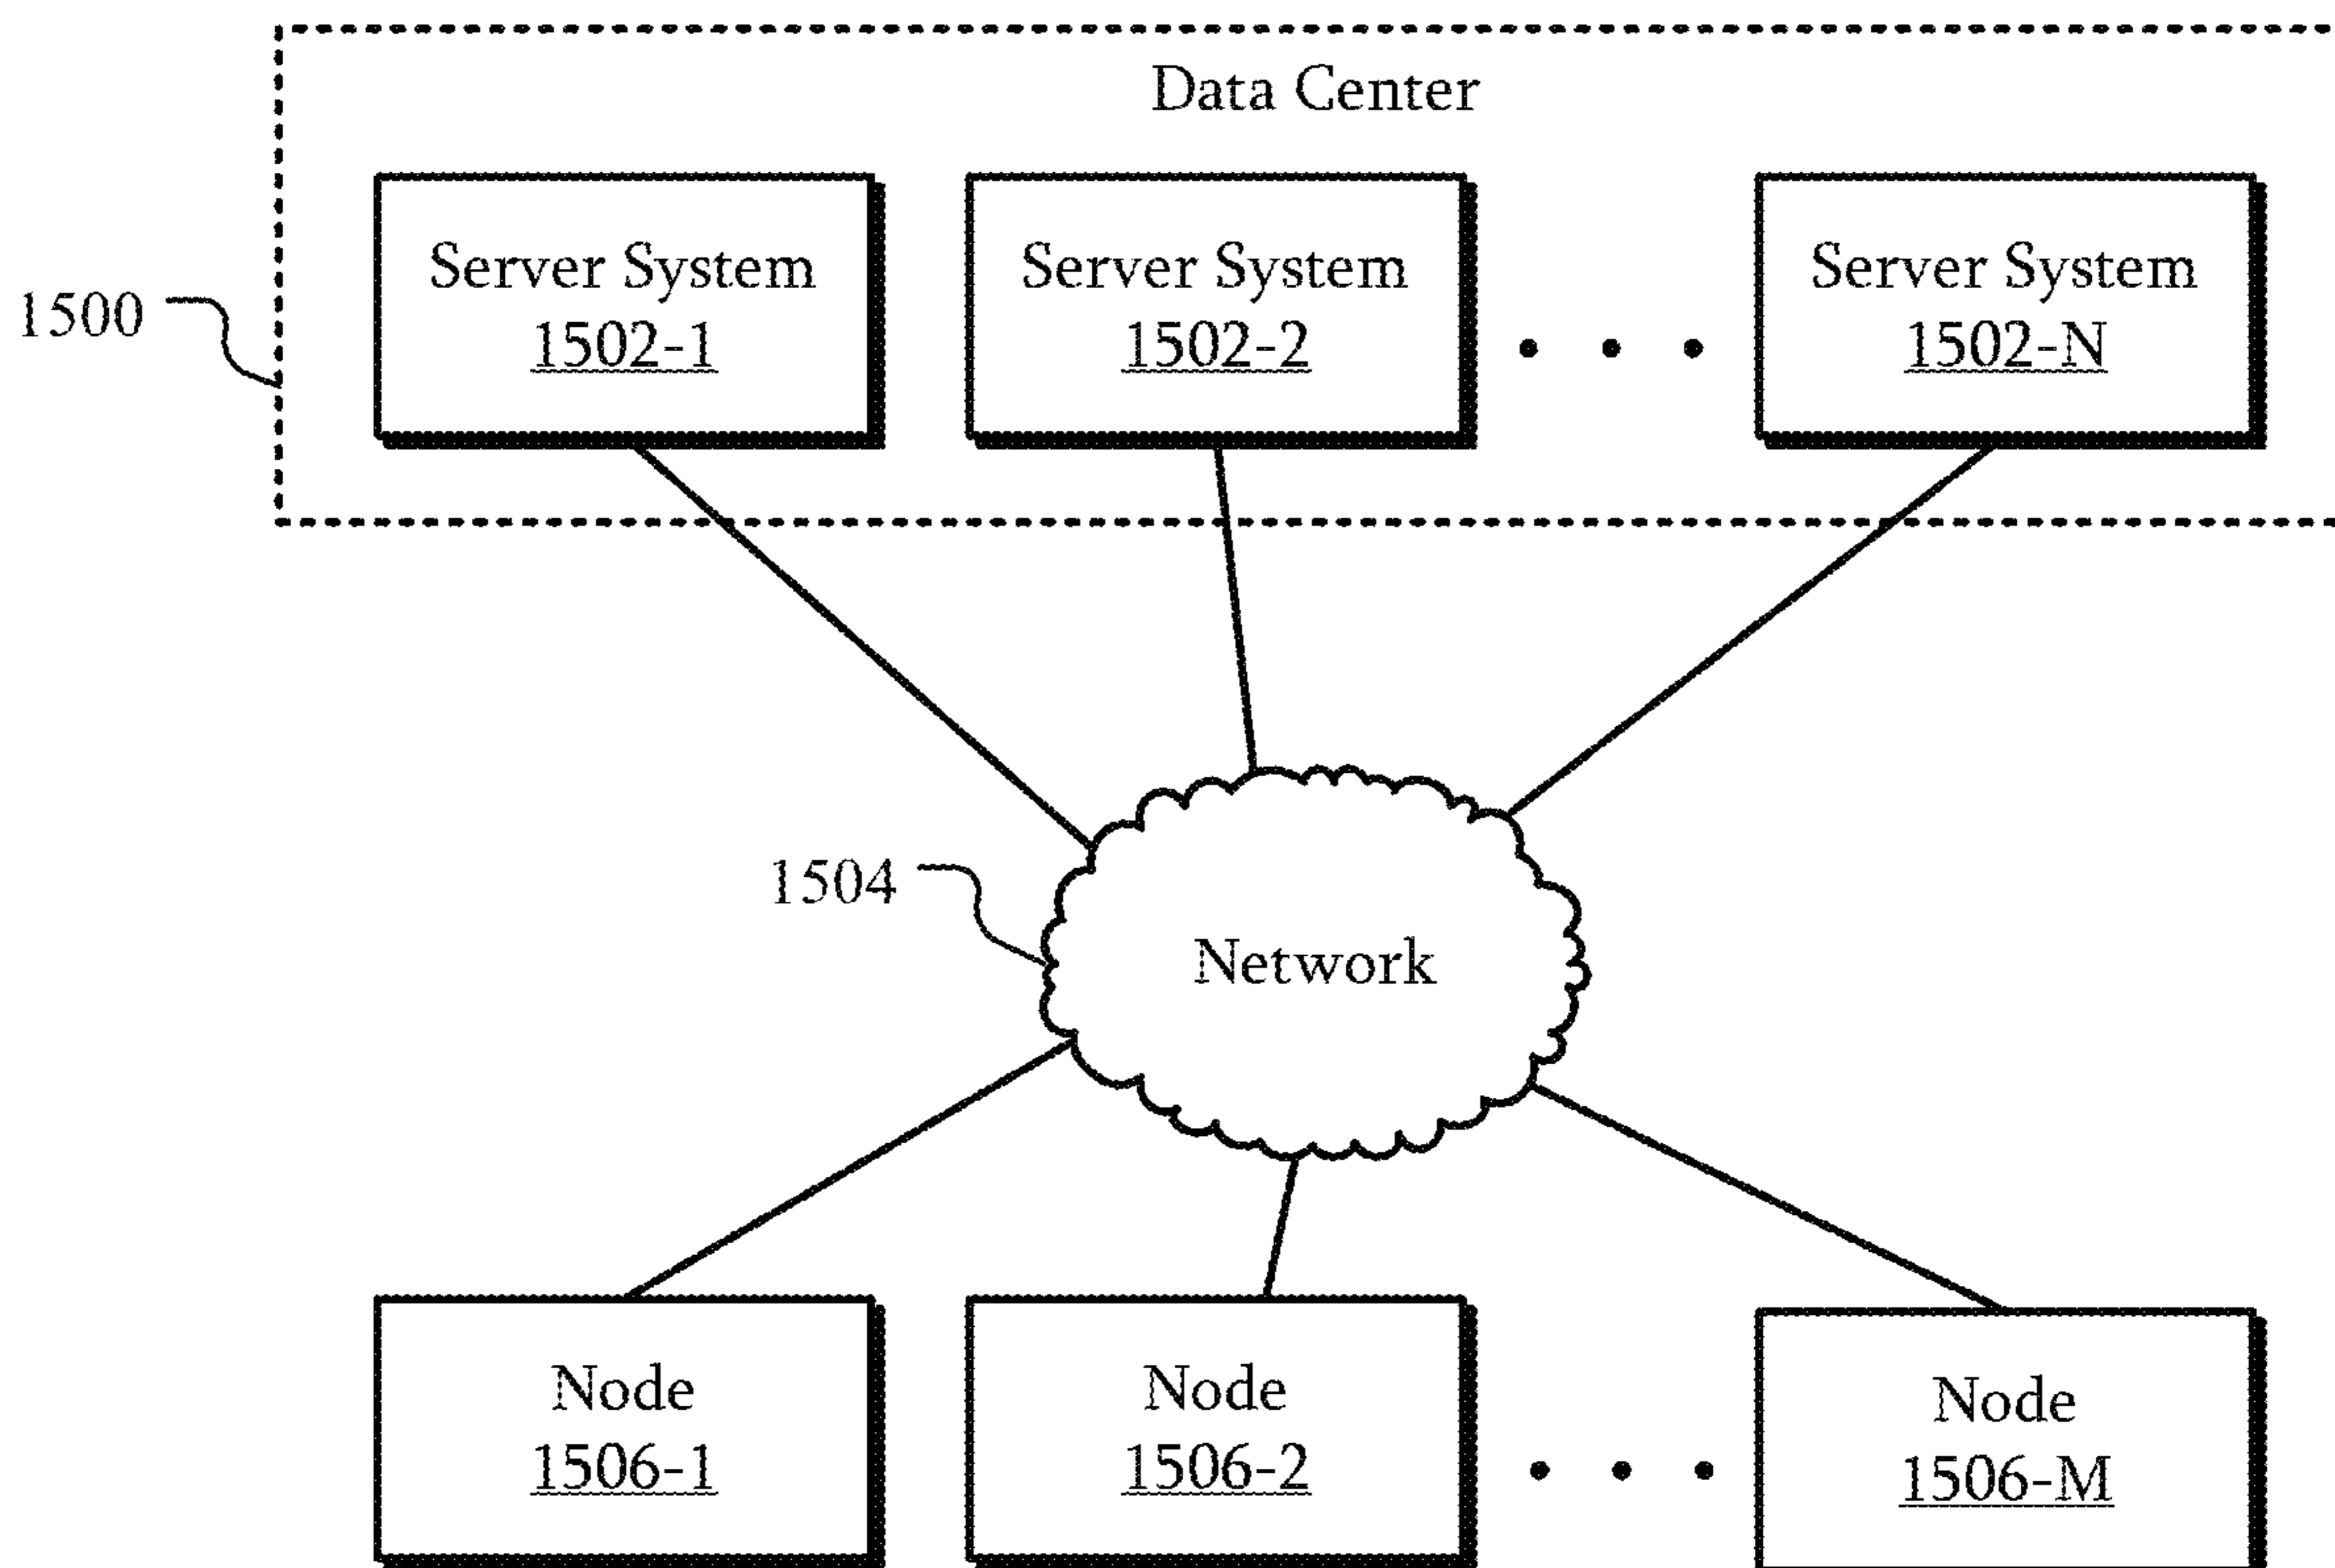 Data Center
Server System
1502-1
Server System
1502-2
• • •
Server System
1502-N
1500
1504
Network
Node
1506-1
Node
1506-2
• • •
Node
1506-M